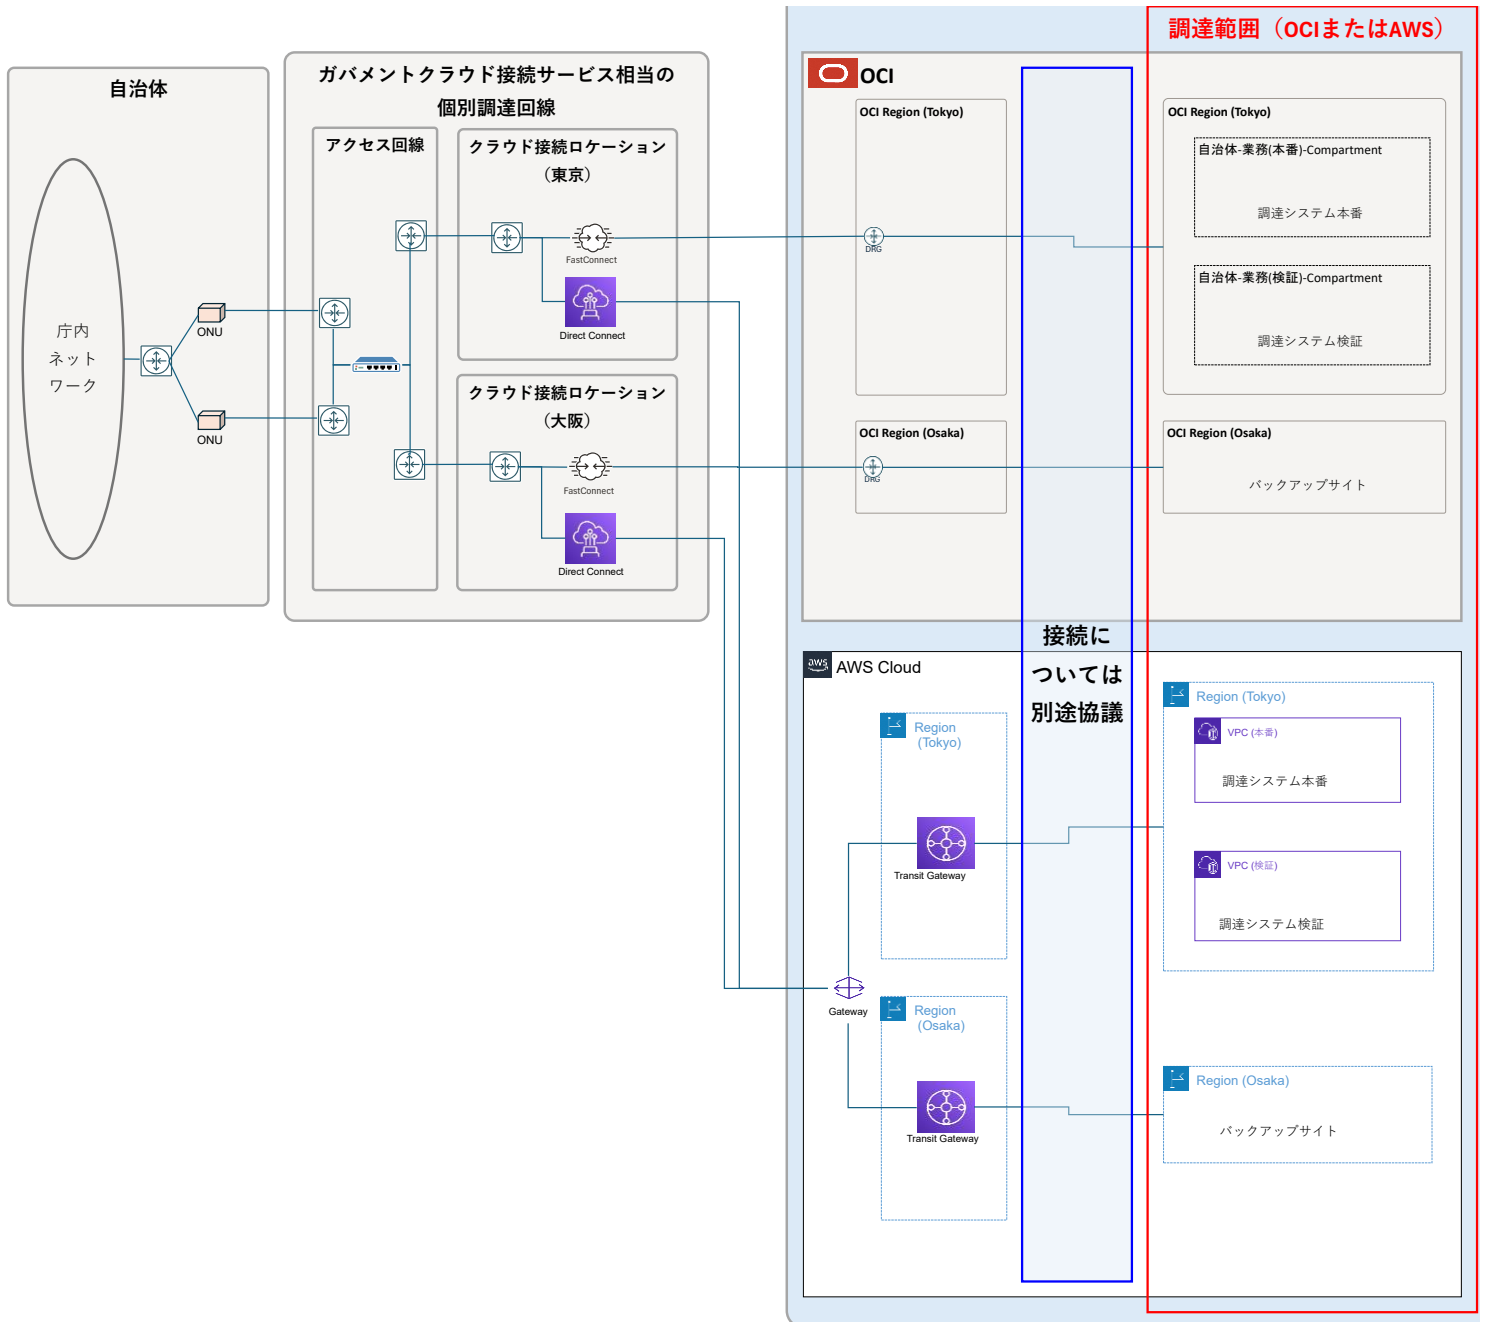 調達範囲（OCIまたはAWS）
自治体
庁内
ネット
ワーク
ONU
ONU
ガバメントクラウド接続サービス相当の
個別調達回線
アクセス回線
クラウド接続ロケーション
（東京）
FastConnect
Direct Connect
クラウド接続ロケーション
（大阪）
FastConnect
Direct Connect
OCI
OCI Region (Tokyo)
DRG
OCI Region (Osaka)
DRG
OCI Region (Tokyo)
自治体-業務(本番)-Compartment
調達システム本番
自治体-業務(検証)-Compartment
調達システム検証
OCI Region (Osaka)
バックアップサイト
接続に
ついては
別途協議
aws
AWS Cloud
Region
(Tokyo)
Transit Gateway
Gateway
Region
(Osaka)
Transit Gateway
Region (Tokyo)
VPC (本番)
調達システム本番
VPC (検証)
調達システム検証
Region (Osaka)
バックアップサイト